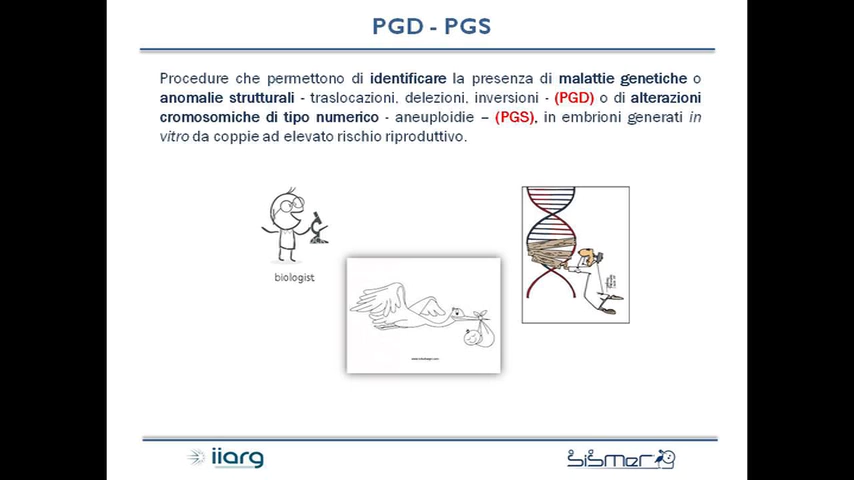 PGD - PGS
Procedure che permettono di identificare la presenza di malattie genetiche o
anomalie strutturali - traslocazioni, delezioni, inversioni - (PGD) o di alterazioni
cromosomiche di tipo numerico - aneuploidie – (PGS), in embrioni generati in
vitro da coppie ad elevato rischio riproduttivo.
biologist
iiarg
SISMeR